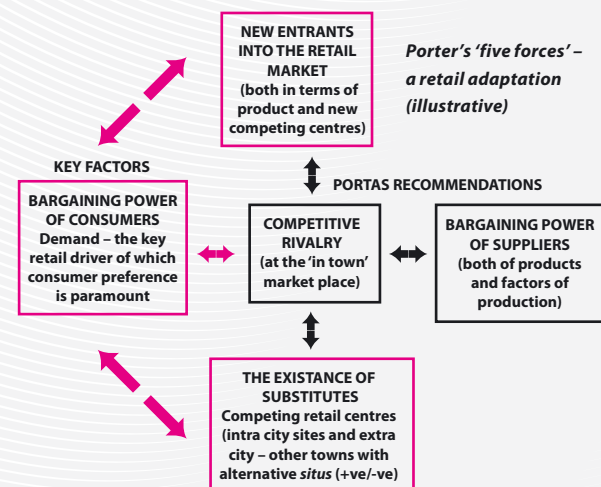 NEW ENTRANTS
INTO THE RETAIL
MARKET
(both in terms of
product and new
competing centres)
Porter’s ‘five forces’ –
a retail adaptation
(illustrative)
KEY FACTORS
BARGAINING POWER
OF CONSUMERS
Demand – the key
retail driver of which
consumer preference
is paramount
PORTAS RECOMMENDATIONS
COMPETITIVE
RIVALRY
(at the ‘in town’
market place)
BARGAINING POWER
OF SUPPLIERS
(both of products
and factors of
production)
THE EXISTANCE OF
SUBSTITUTES
Competing retail centres
(intra city sites and extra
city – other towns with
alternative situs (+ve/-ve)